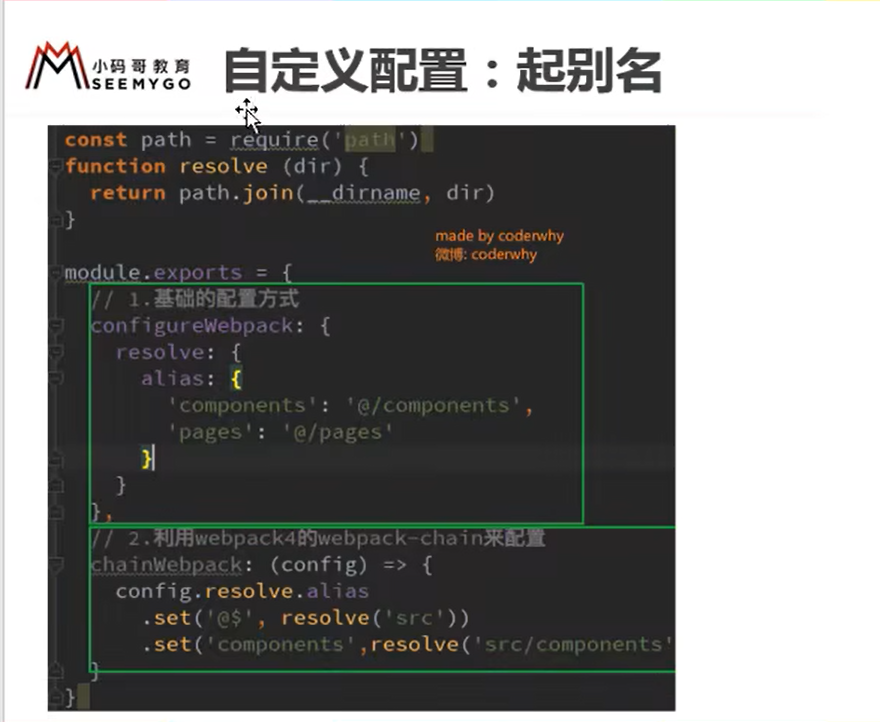 小码哥教育
SEEMYGO
自定义配置：起别名
const path = require('path')
function resolve (dir) {
  return path.join(__dirname, dir)
}
made by coderwhy
微博: coderwhy
module.exports = {
  // 1.基础的配置方式
  configureWebpack: {
    resolve: {
      alias: {
        'components': '@/components',
        'pages': '@/pages'
      }
    }
  },
  // 2.利用webpack4的webpack-chain来配置
  chainWebpack: (config) => {
    config.resolve.alias
      .set('@$', resolve('src'))
      .set('components',resolve('src/components'
  }
}